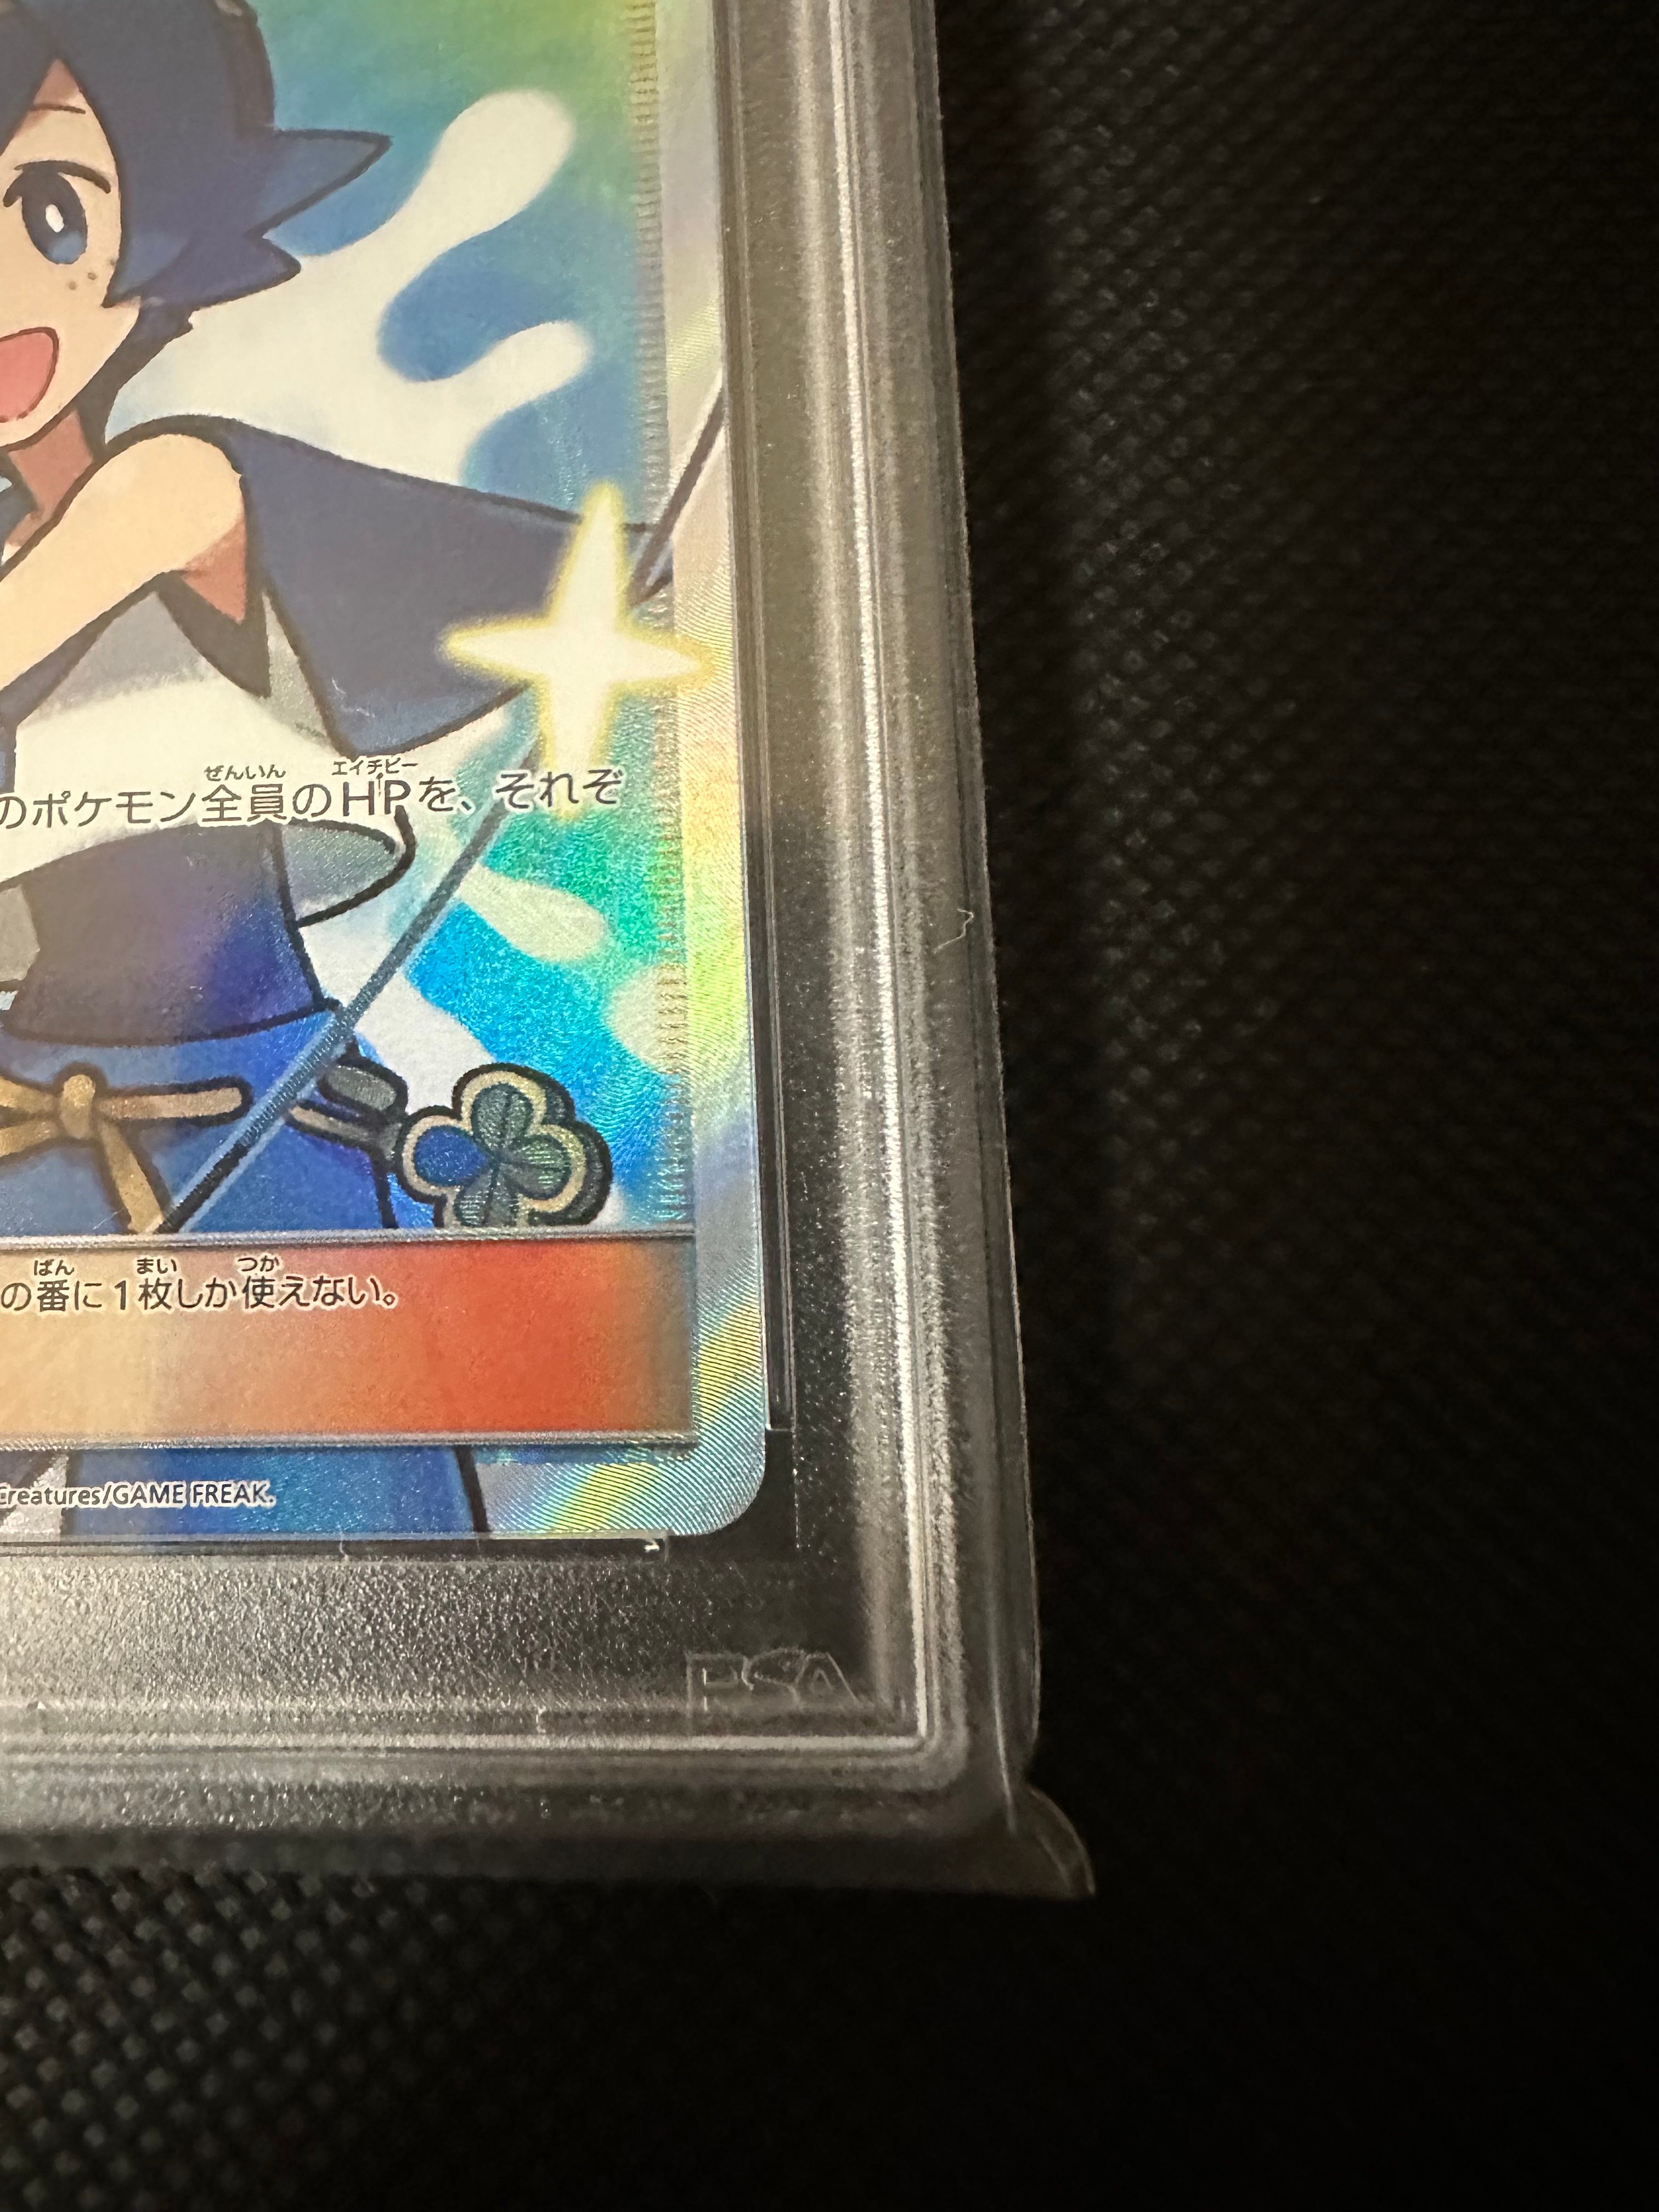 ぜんいん エイチピー
のポケモン全員のHPを、それぞ
ばん まい つか
の番に1枚しか使えない。
Creatures/GAME FREAK.
PSA